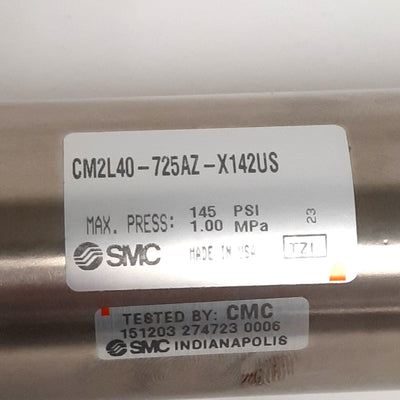 CM2L40-725AZ-X142US
MAX. PRESS: 145 PSI
1.00 MPa
23
SMC MADE IN USA TZ1
TESTED BY: CMC
151203 274723 0006
SMC INDIANAPOLIS